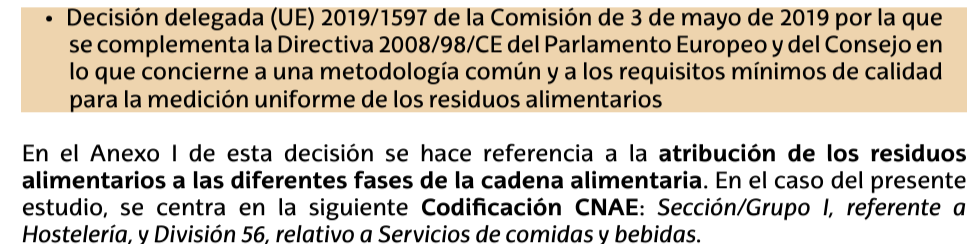 • Decisión delegada (UE) 2019/1597 de la Comisión de 3 de mayo de 2019 por la que
se complementa la Directiva 2008/98/CE del Parlamento Europeo y del Consejo en
lo que concierne a una metodología común y a los requisitos mínimos de calidad
para la medición uniforme de los residuos alimentarios
En el Anexo I de esta decisión se hace referencia a la atribución de los residuos
alimentarios a las diferentes fases de la cadena alimentaria. En el caso del presente
estudio, se centra en la siguiente Codificación CNAE: Sección/Grupo I, referente a
Hostelería, y División 56, relativo a Servicios de comidas y bebidas.